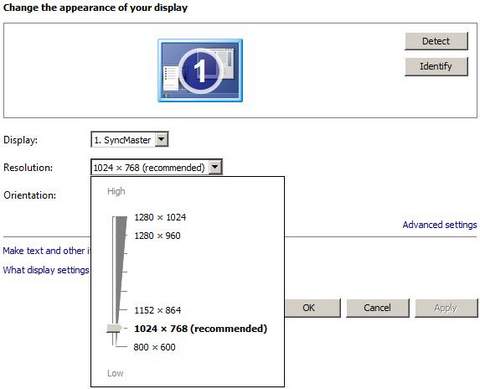 Change the appearance of your display
Detect
1
Identify
Display: 1. SyncMaster
Resolution: 1024 × 768 (recommended)
Orientation:
High
1280 × 1024
1280 × 960
Advanced settings
Make text and other i
What display settings
1152 × 864
1024 × 768 (recommended)
800 × 600
Low
OK Cancel Apply